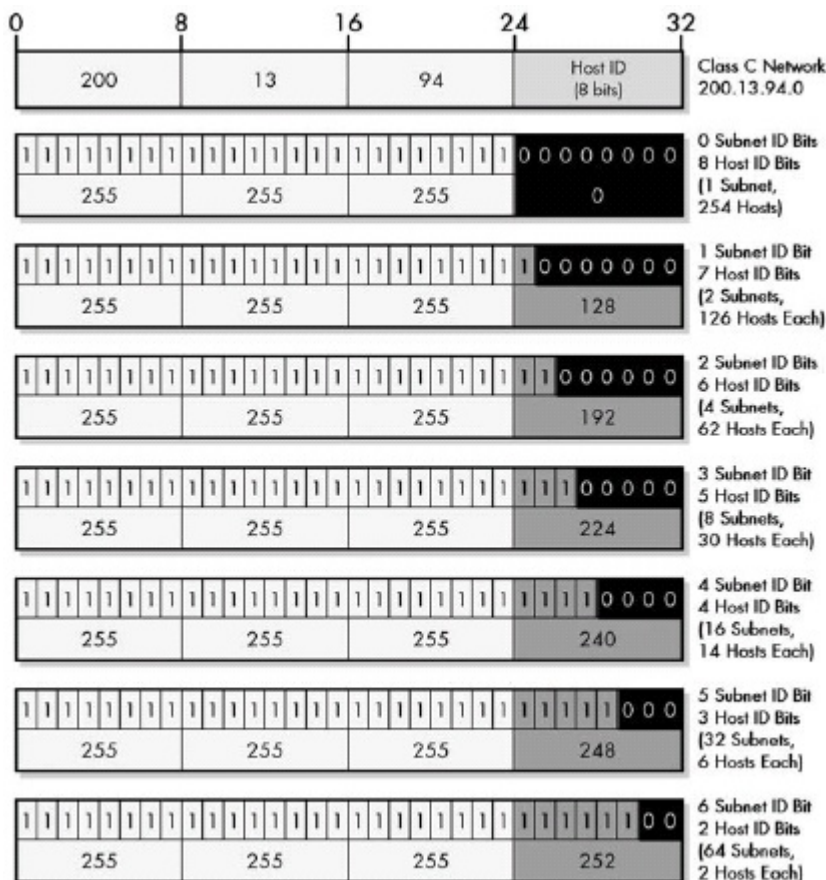 0 8 16 24 32
200 13 94 Host ID
(8 bits)
Class C Network
200.13.94.0
1 1 1 1 1 1 1 1 1 1 1 1 1 1 1 1 1 1 1 1 1 1 1 1 0 0 0 0 0 0 0 0
255 255 255 0
0 Subnet ID Bits
8 Host ID Bits
(1 Subnet,
254 Hosts)
1 1 1 1 1 1 1 1 1 1 1 1 1 1 1 1 1 1 1 1 1 1 1 1 1 0 0 0 0 0 0 0
255 255 255 128
1 Subnet ID Bit
7 Host ID Bits
(2 Subnets,
126 Hosts Each)
1 1 1 1 1 1 1 1 1 1 1 1 1 1 1 1 1 1 1 1 1 1 1 1 1 1 0 0 0 0 0 0
255 255 255 192
2 Subnet ID Bits
6 Host ID Bits
(4 Subnets,
62 Hosts Each)
1 1 1 1 1 1 1 1 1 1 1 1 1 1 1 1 1 1 1 1 1 1 1 1 1 1 1 0 0 0 0 0
255 255 255 224
3 Subnet ID Bit
5 Host ID Bits
(8 Subnets,
30 Hosts Each)
1 1 1 1 1 1 1 1 1 1 1 1 1 1 1 1 1 1 1 1 1 1 1 1 1 1 1 1 0 0 0 0
255 255 255 240
4 Subnet ID Bit
4 Host ID Bits
(16 Subnets,
14 Hosts Each)
1 1 1 1 1 1 1 1 1 1 1 1 1 1 1 1 1 1 1 1 1 1 1 1 1 1 1 1 1 0 0 0
255 255 255 248
5 Subnet ID Bit
3 Host ID Bits
(32 Subnets,
6 Hosts Each)
1 1 1 1 1 1 1 1 1 1 1 1 1 1 1 1 1 1 1 1 1 1 1 1 1 1 1 1 1 1 0 0
255 255 255 252
6 Subnet ID Bit
2 Host ID Bits
(64 Subnets,
2 Hosts Each)